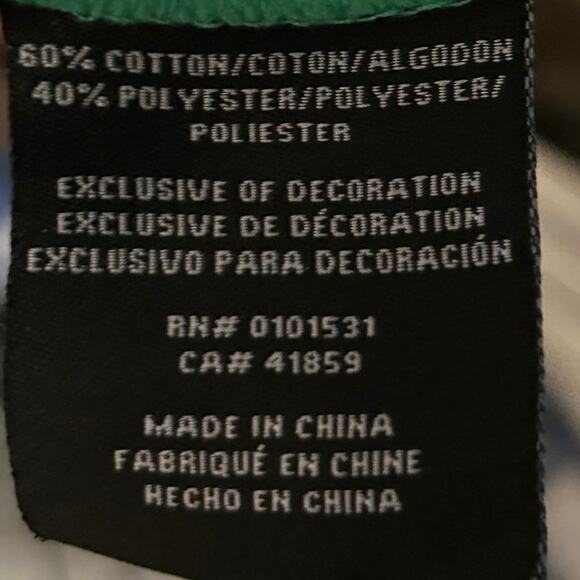 60% COTTON/COTON/ALGODON
40% POLYESTER/POLYESTER/
POLIESTER
EXCLUSIVE OF DECORATION
EXCLUSIVE DE DÉCORATION
EXCLUSIVO PARA DECORACIÓN
RN# 0101531
CA# 41859
MADE IN CHINA
FABRIQUÉ EN CHINE
HECHO EN CHINA